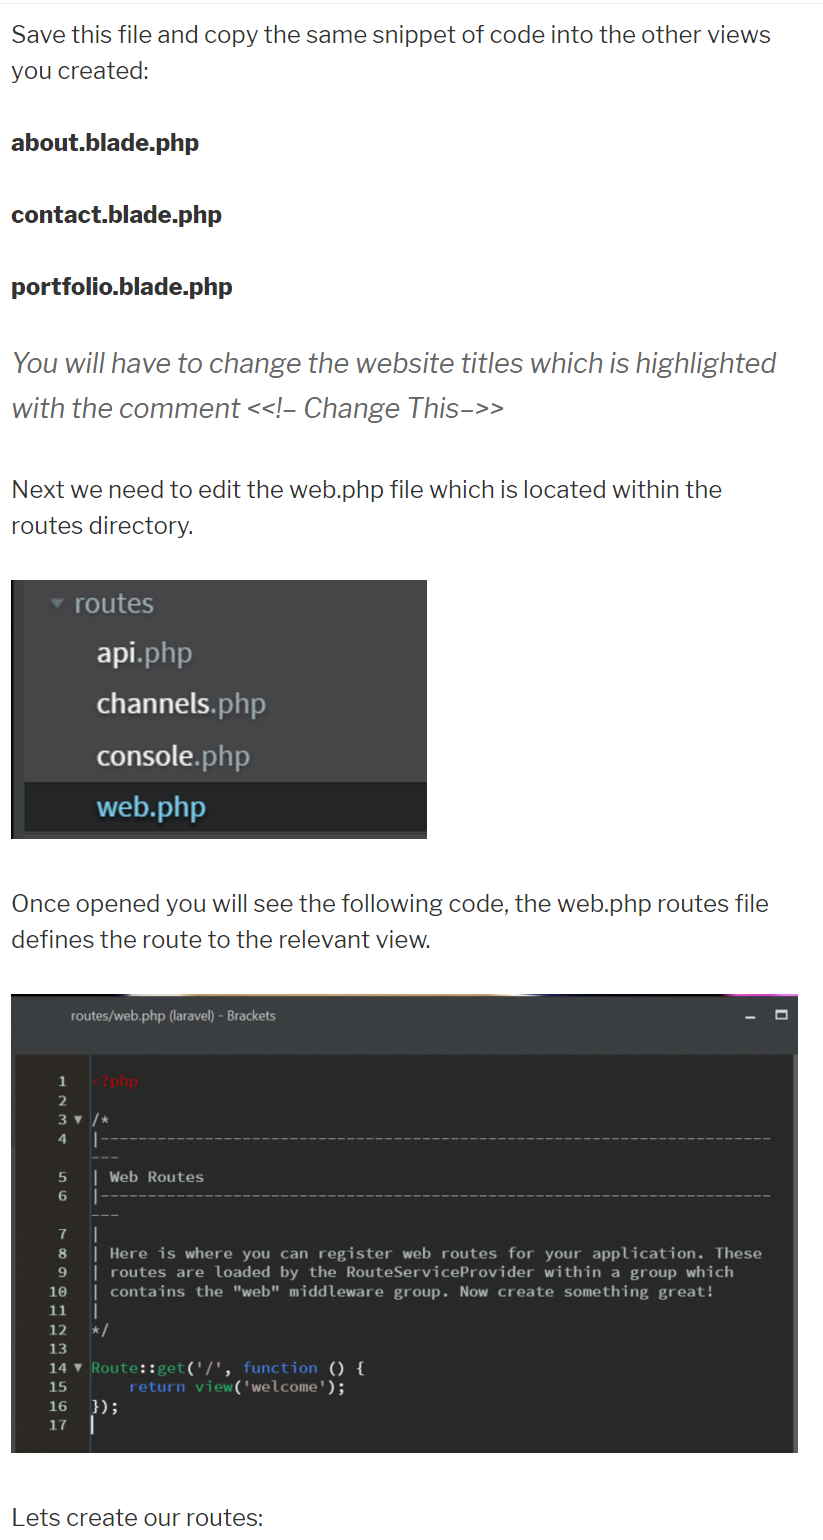 Save this file and copy the same snippet of code into the other views
you created:
about.blade.php
contact.blade.php
portfolio.blade.php
You will have to change the website titles which is highlighted
with the comment <<!– Change This–>>
Next we need to edit the web.php file which is located within the
routes directory.
routes
api.php
channels.php
console.php
web.php
Once opened you will see the following code, the web.php routes file
defines the route to the relevant view.
routes/web.php (laravel) - Brackets
1 <?php
2
3 /*
4 |--------------------------------------------------------------------------
5 | Web Routes
6 |--------------------------------------------------------------------------
7 |
8 | Here is where you can register web routes for your application. These
9 | routes are loaded by the RouteServiceProvider within a group which
10 | contains the "web" middleware group. Now create something great!
11 |
12 */
13
14 Route::get('/', function () {
15 return view('welcome');
16 });
17
Lets create our routes: